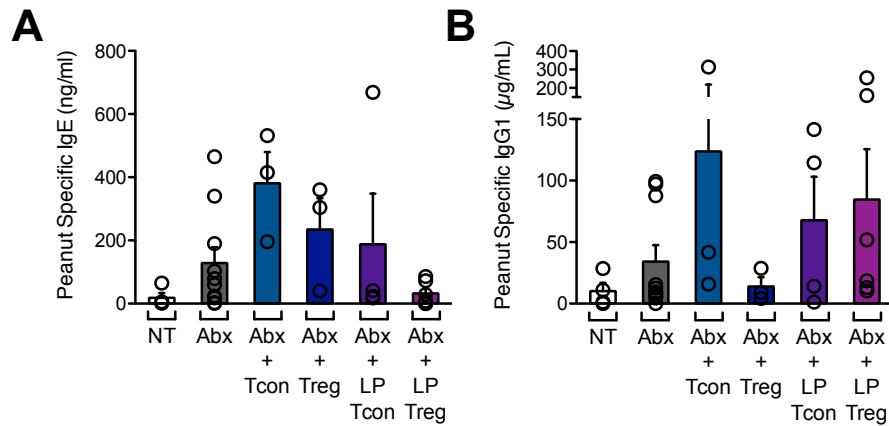 A
Peanut Specific IgE (ng/ml)
800
600
400
200
0
NT Abx Abx Abx Abx Abx
+ + + +
Tcon Treg LP LP
Tcon Treg
B
Peanut Specific IgG1 (µg/mL)
400
300
200
150
100
50
0
NT Abx Abx Abx Abx Abx
+ + + +
Tcon Treg LP LP
Tcon Treg